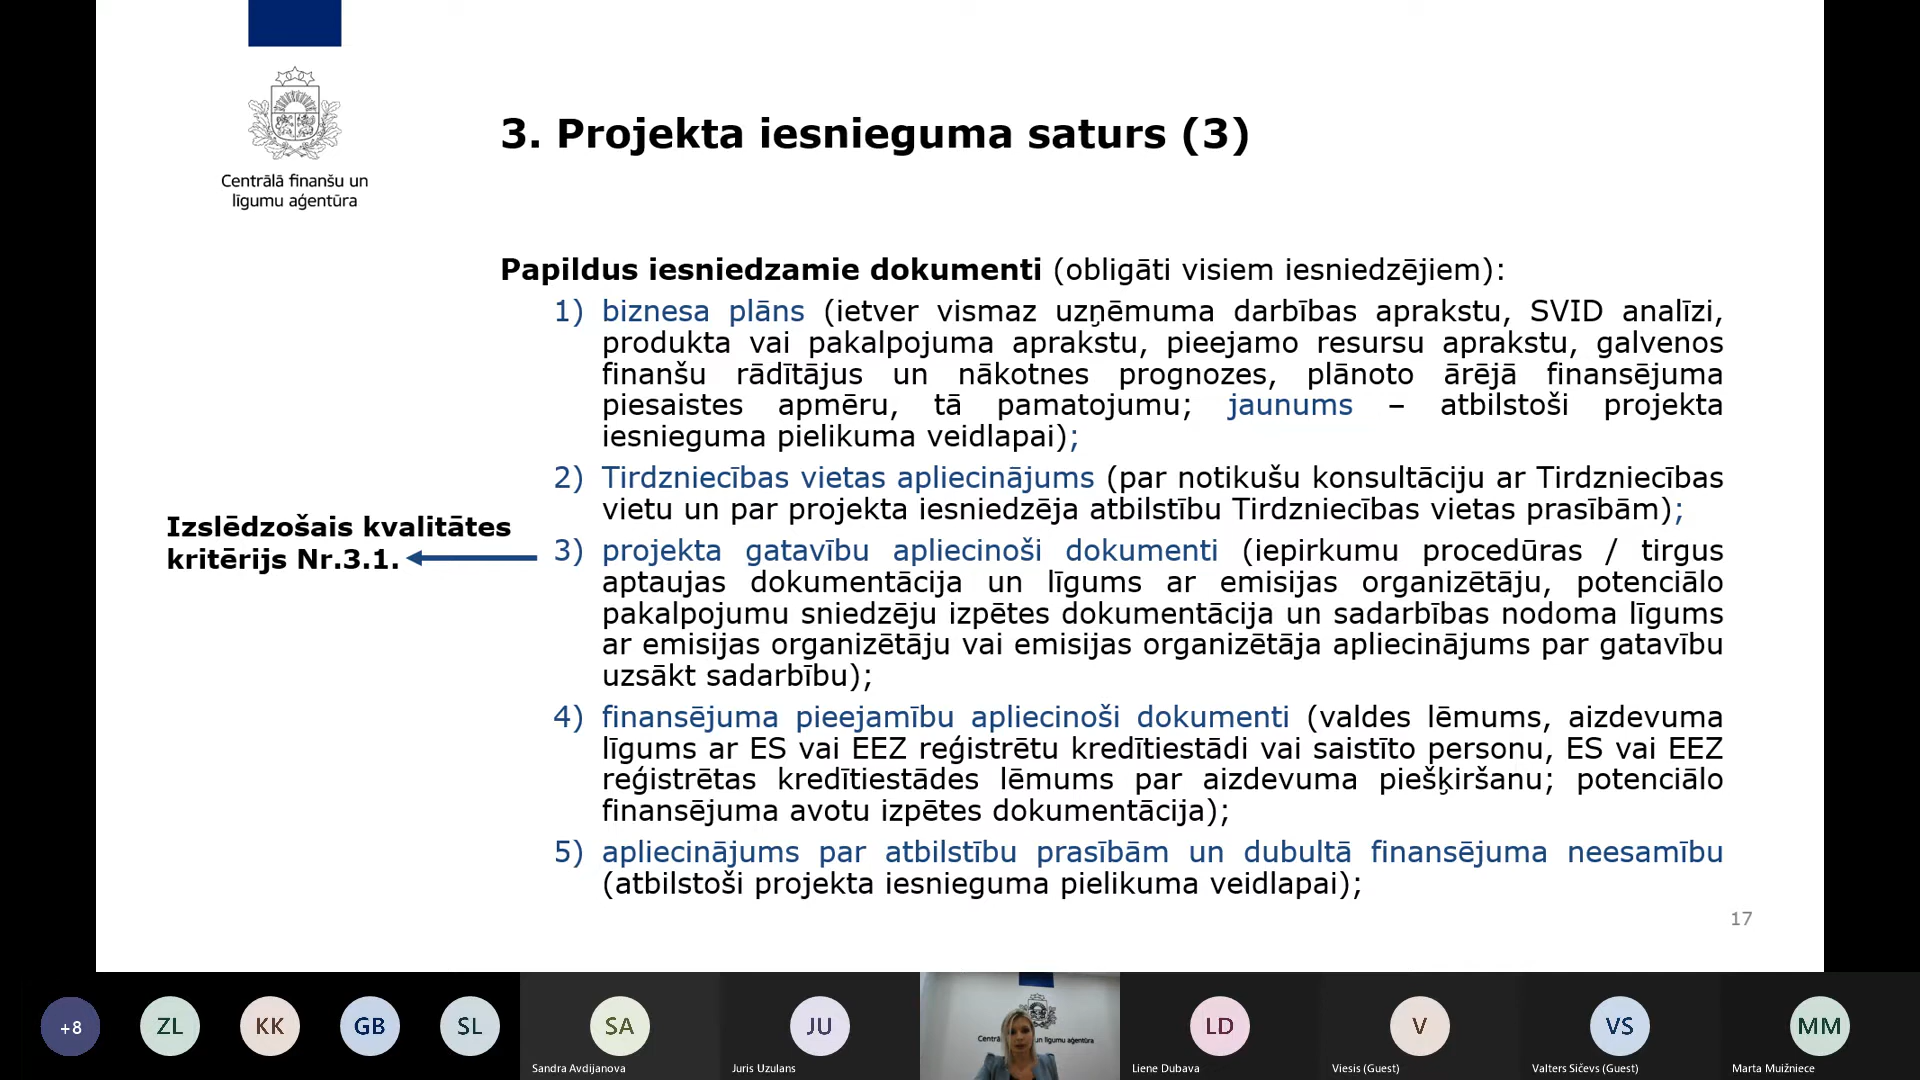 Centrālā finanšu un
līgumu aģentūra
3. Projekta iesnieguma saturs (3)
Papildus iesniedzamie dokumenti (obligāti visiem iesniedzējiem):
1) biznesa plāns (ietver vismaz uzņēmuma darbības aprakstu, SVID analīzi,
produkta vai pakalpojuma aprakstu, pieejamo resursu aprakstu, galvenos
finanšu rādītājus un nākotnes prognozes, plānoto ārējā finansējuma
piesaistes apmēru, tā pamatojumu; jaunums – atbilstoši projekta
iesnieguma pielikuma veidlapai);
2) Tirdzniecības vietas apliecinājums (par notikušu konsultāciju ar Tirdzniecības
vietu un par projekta iesniedzēja atbilstību Tirdzniecības vietas prasībām);
Izslēdzošais kvalitātes
kritērijs Nr.3.1.
3) projekta gatavību apliecinoši dokumenti (iepirkumu procedūras / tirgus
aptaujas dokumentācija un līgums ar emisijas organizētāju, potenciālo
pakalpojumu sniedzēju izpētes dokumentācija un sadarbības nodoma līgums
ar emisijas organizētāju vai emisijas organizētāja apliecinājums par gatavību
uzsākt sadarbību);
4) finansējuma pieejamību apliecinoši dokumenti (valdes lēmums, aizdevuma
līgums ar ES vai EEZ reģistrētu kredītiestādi vai saistīto personu, ES vai EEZ
reģistrētas kredītiestādes lēmums par aizdevuma piešķiršanu; potenciālo
finansējuma avotu izpētes dokumentācija);
5) apliecinājums par atbilstību prasībām un dubultā finansējuma neesamību
(atbilstoši projekta iesnieguma pielikuma veidlapai);
17
+8
ZL
KK
GB
SL
SA
Sandra Avdijanova
JU
Juris Uzulans
Centrā un līgumu aģentūra
LD
Liene Dubava
V
Viesis (Guest)
VS
Valters Sičevs (Guest)
MM
Marta Muižniece